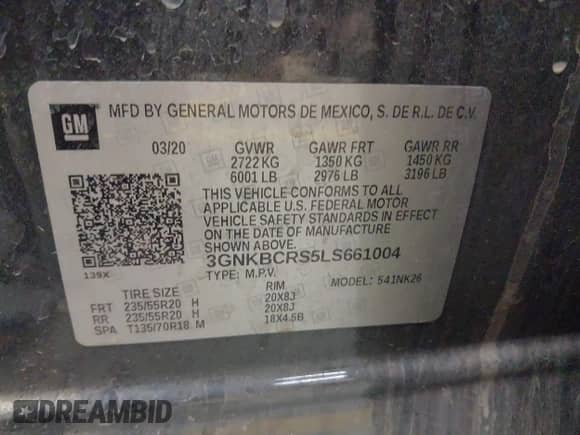 GM
MFD BY GENERAL MOTORS DE MEXICO, S. DE R.L. DE C.V.
03/20 GVWR GAWR FRT GAWR RR
2722 KG 1350 KG 1450 KG
6001 LB 2976 LB 3196 LB
THIS VEHICLE CONFORMS TO ALL
APPLICABLE U.S. FEDERAL MOTOR
VEHICLE SAFETY STANDARDS IN EFFECT
ON THE DATE OF MANUFACTURE
SHOWN ABOVE.
139X
3GNKBCRS5LS661004
TYPE: M.P.V. MODEL: 541NK26
TIRE SIZE RIM
FRT 235/55R20 H 20X8J
RR 235/55R20 H 20X8J
SPA T135/70R18 M 18X4.5B
DREAMBID